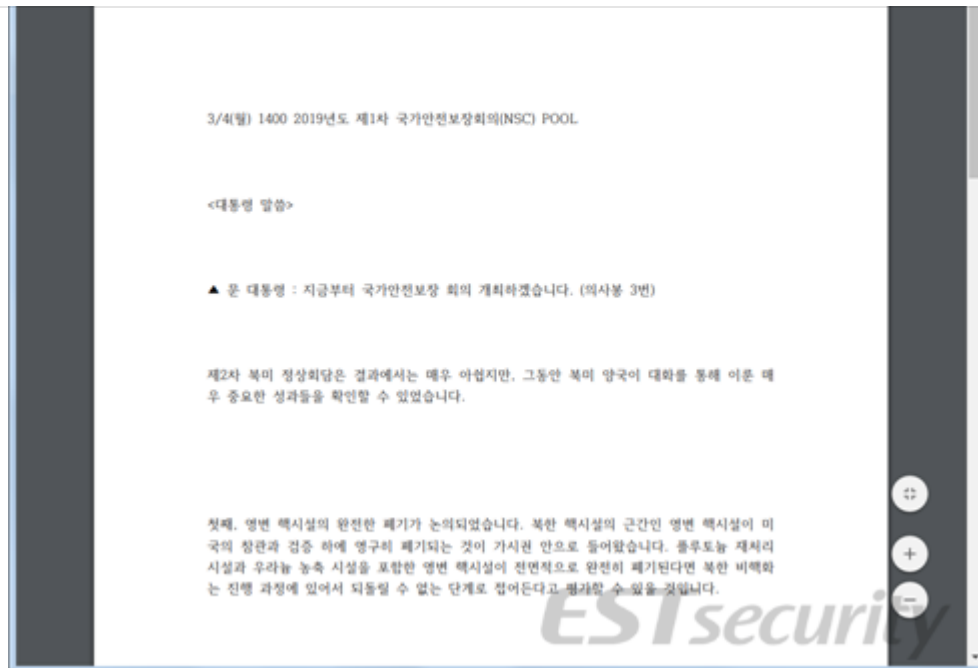 3/4(월) 1400 2019년도 제1차 국가안전보장회의(NSC) POOL
<대통령 말씀>
▲ 문 대통령 : 지금부터 국가안전보장 회의 개최하겠습니다. (의사봉 3번)
제2차 북미 정상회담은 결과에서는 매우 아쉽지만, 그동안 북미 양국이 대화를 통해 이룬 매
우 중요한 성과들을 확인할 수 있었습니다.
첫째, 영변 핵시설의 완전한 폐기가 논의되었습니다. 북한 핵시설의 근간인 영변 핵시설이 미
국의 참관과 검증 하에 영구히 폐기되는 것이 가시권 안으로 들어왔습니다. 플루토늄 재처리
시설과 우라늄 농축 시설을 포함한 영변 핵시설이 전면적으로 완전히 폐기된다면 북한 비핵화
는 진행 과정에 있어서 되돌릴 수 없는 단계로 접어든다고 평가할 수 있을 것입니다.
ESTsecurity